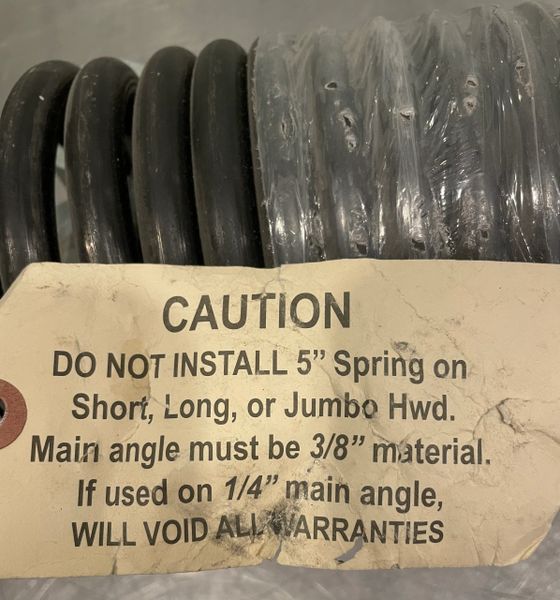 CAUTION
DO NOT INSTALL 5” Spring on
Short, Long, or Jumbo Hwd.
Main angle must be 3/8” material.
If used on 1/4” main angle,
WILL VOID ALL WARRANTIES